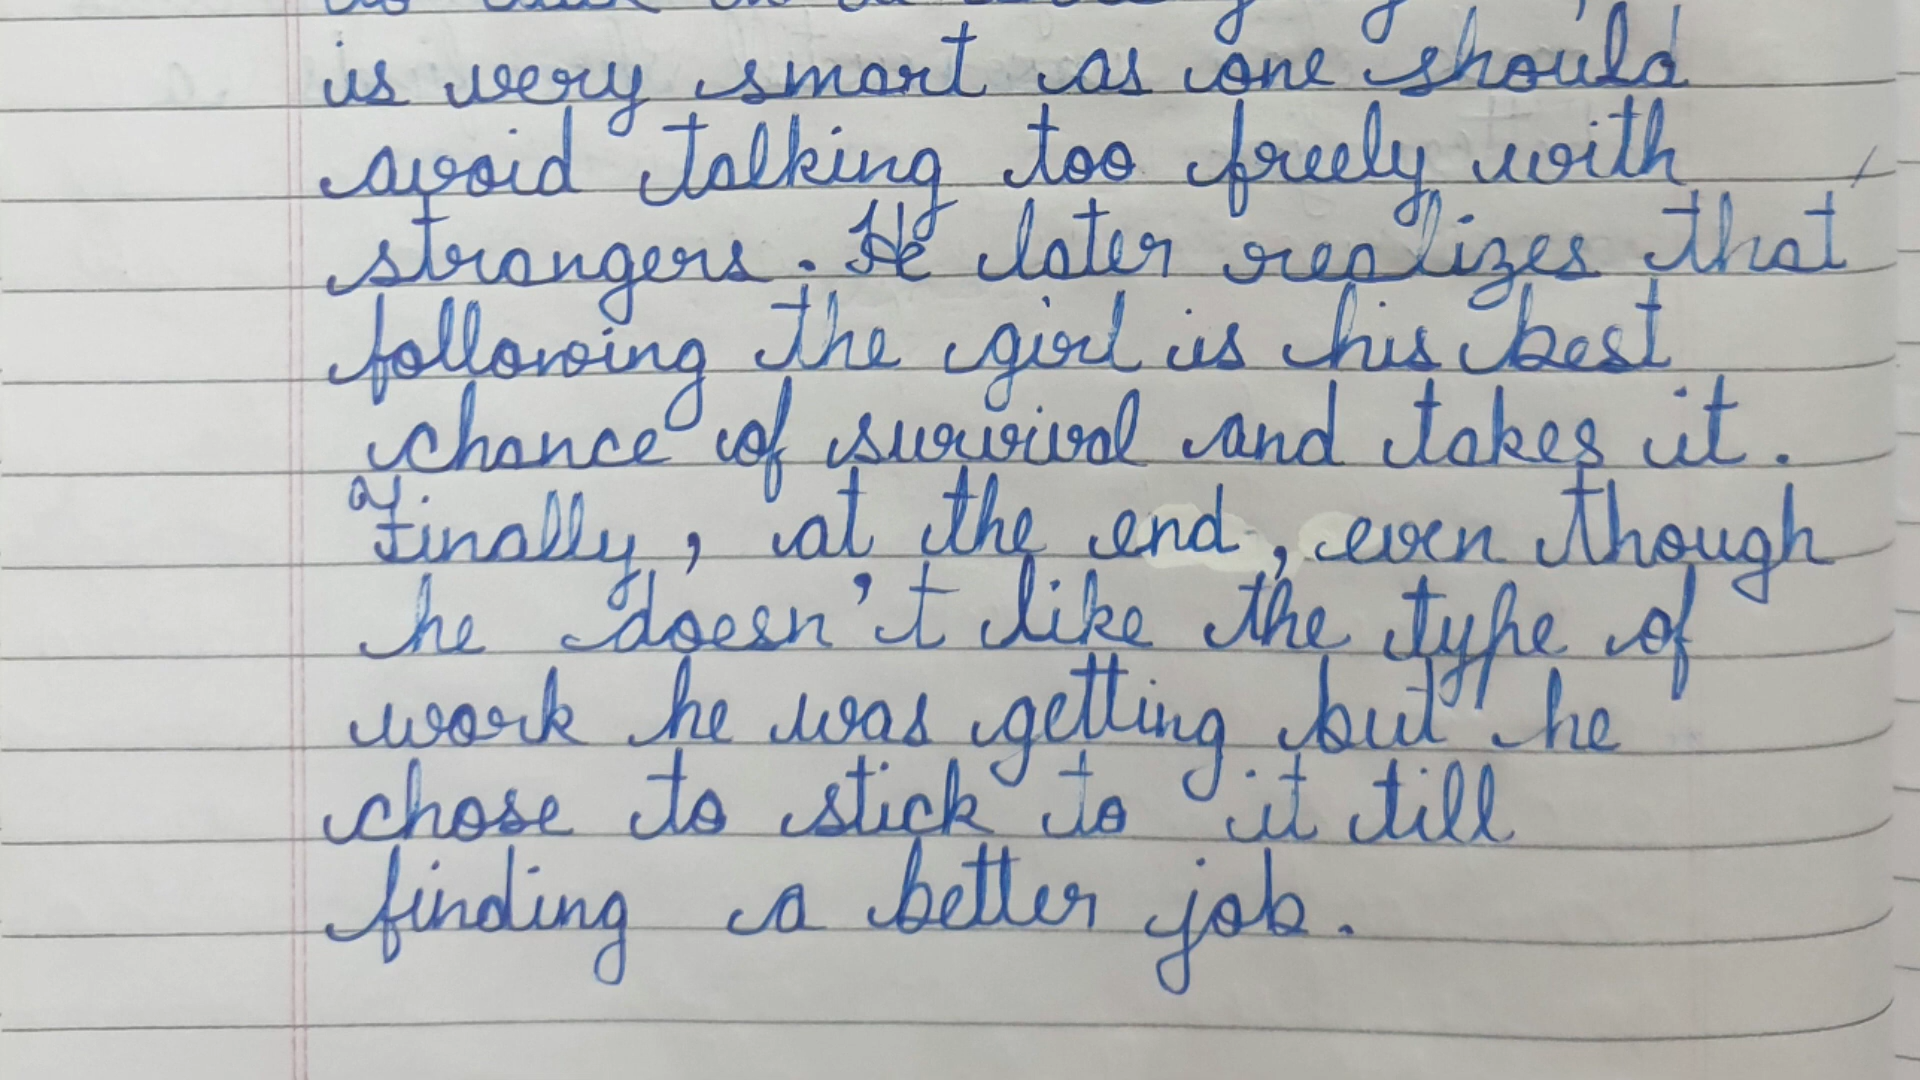 is very smart as one should
avoid talking too freely with
strangers. He later realizes that
following the girl is his best
chance of survival and takes it.
Finally, at the end, even though
he doesn't like the type of
work he was getting but he
chose to stick to it till
finding a better job.